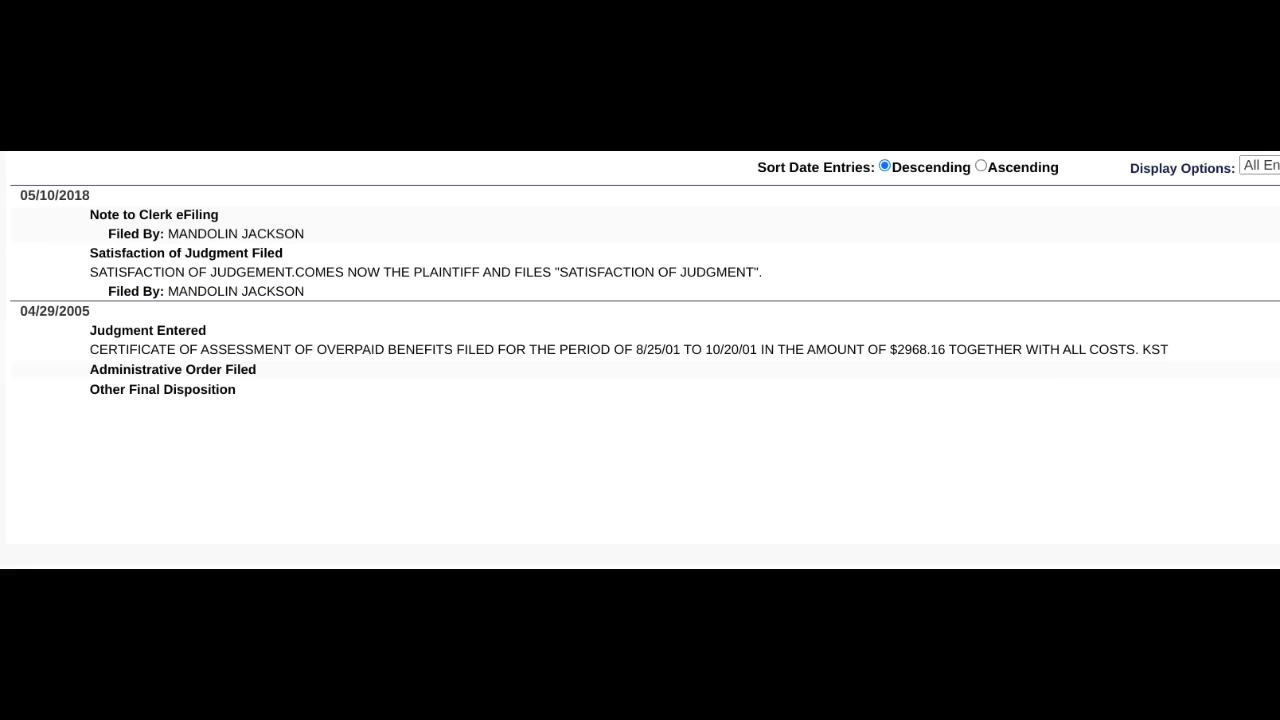 Sort Date Entries: Descending Ascending Display Options: All En
05/10/2018
Note to Clerk eFiling
Filed By: MANDOLIN JACKSON
Satisfaction of Judgment Filed
SATISFACTION OF JUDGEMENT.COMES NOW THE PLAINTIFF AND FILES "SATISFACTION OF JUDGMENT".
Filed By: MANDOLIN JACKSON
04/29/2005
Judgment Entered
CERTIFICATE OF ASSESSMENT OF OVERPAID BENEFITS FILED FOR THE PERIOD OF 8/25/01 TO 10/20/01 IN THE AMOUNT OF $2968.16 TOGETHER WITH ALL COSTS. KST
Administrative Order Filed
Other Final Disposition